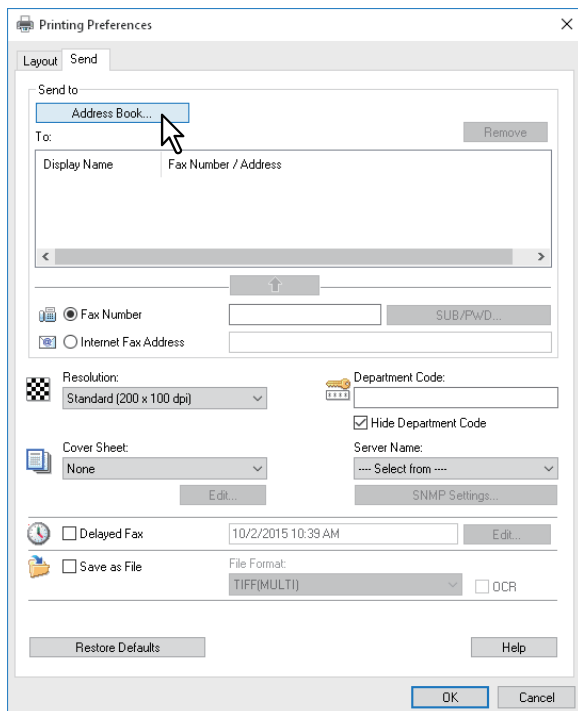 Printing Preferences
Layout Send
Send to
Address Book...
To:
Remove
Display Name Fax Number / Address
Fax Number
SUB/PWD...
Internet Fax Address
Resolution:
Standard (200 x 100 dpi)
Department Code:
Hide Department Code
Cover Sheet:
None
Edit...
Server Name:
---- Select from ----
SNMP Settings...
Delayed Fax
10/2/2015 10:39 AM
Edit...
Save as File
File Format:
TIFF(MULTI)
OCR
Restore Defaults
Help
OK
Cancel